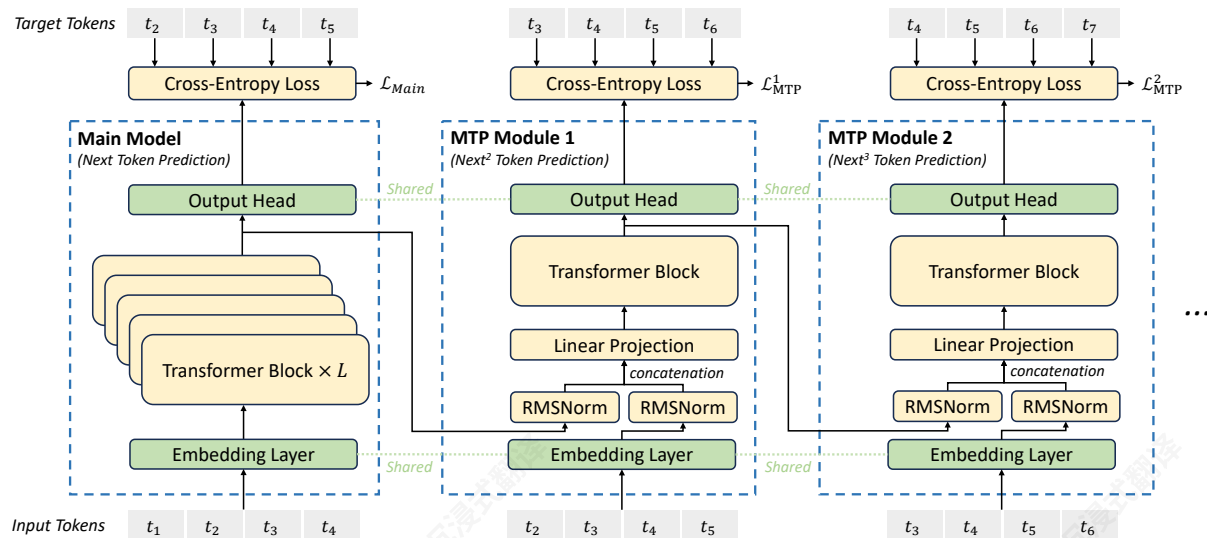 Target Tokens t₂ t₃ t₄ t₅ t₃ t₄ t₅ t₆ t₄ t₅ t₆ t₇
Cross-Entropy Loss ℒ_Main Cross-Entropy Loss ℒ¹_MTP Cross-Entropy Loss ℒ²_MTP
Main Model MTP Module 1 MTP Module 2
(Next Token Prediction) (Next² Token Prediction) (Next³ Token Prediction)
Output Head Shared Output Head Shared Output Head
Transformer Block Transformer Block
...
Linear Projection Linear Projection
Transformer Block × L concatenation concatenation
RMSNorm RMSNorm RMSNorm RMSNorm
Embedding Layer Shared Embedding Layer Shared Embedding Layer
Input Tokens t₁ t₂ t₃ t₄ t₂ t₃ t₄ t₅ t₃ t₄ t₅ t₆